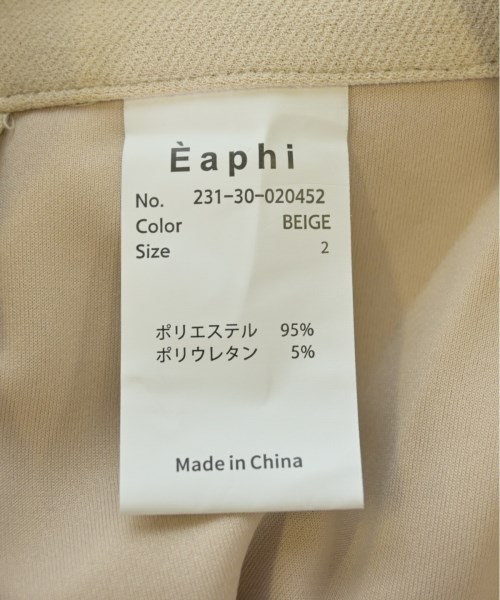 Èaphi
No. 231-30-020452
Color BEIGE
Size 2
ポリエステル 95%
ポリウレタン 5%
Made in China